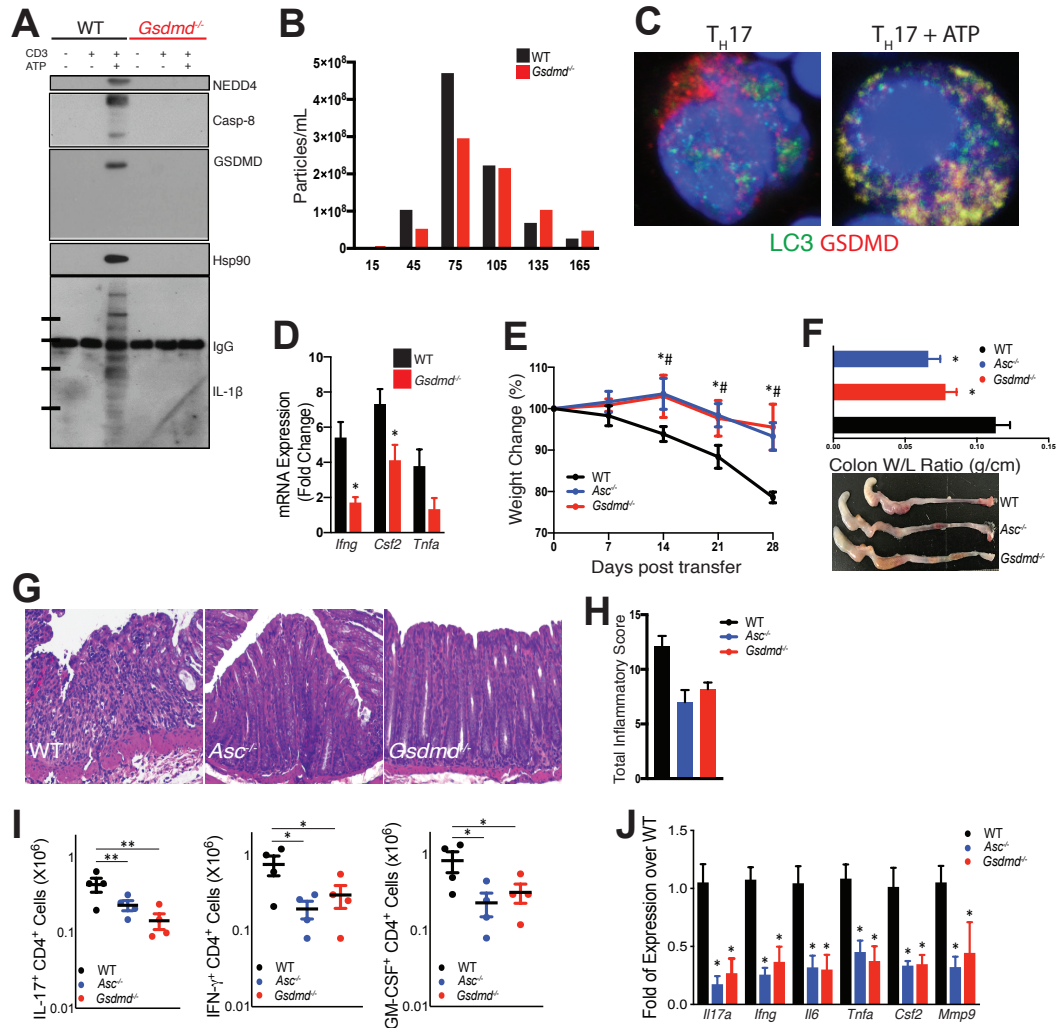 A
WT Gsdmd-/-
CD3 - + + - + +
ATP - - + - - +
NEDD4
Casp-8
GSDMD
Hsp90
IgG
IL-1β
B
WT
Gsdmd-/-
Particles/mL
5×10⁸
4×10⁸
3×10⁸
2×10⁸
1×10⁸
0
15 45 75 105 135 165
C
TH17
TH17 + ATP
LC3 GSDMD
D
WT
Gsdmd-/-
mRNA Expression
(Fold Change)
10
8
6
4
2
0
* *
Ifng Csf2 Tnfa
E
Weight Change (%)
110
100
90
80
70
*# *# *#
WT
Asc-/-
Gsdmd-/-
0 7 14 21 28
Days post transfer
F
WT
Asc-/-
Gsdmd-/-
*
*
0.00 0.05 0.10 0.15
Colon W/L Ratio (g/cm)
WT
Asc-/-
Gsdmd-/-
G
WT
Asc-/-
Gsdmd-/-
H
WT
Asc-/-
Gsdmd-/-
Total Inflammatory Score
15
10
5
0
I
IL-17⁺ CD4⁺ Cells (X10⁶)
1
0.1
0.01
**
**
WT
Asc-/-
Gsdmd-/-
IFN-γ⁺ CD4⁺ Cells (X10⁶)
1
0.1
0.01
*
*
WT
Asc-/-
Gsdmd-/-
GM-CSF⁺ CD4⁺ Cells (X10⁶)
1
0.1
0.01
*
*
WT
Asc-/-
Gsdmd-/-
J
WT
Asc-/-
Gsdmd-/-
Fold of Expression over WT
1.5
1.0
0.5
0.0
* * * * * * * * * * * *
Il17a Ifng Il6 Tnfa Csf2 Mmp9